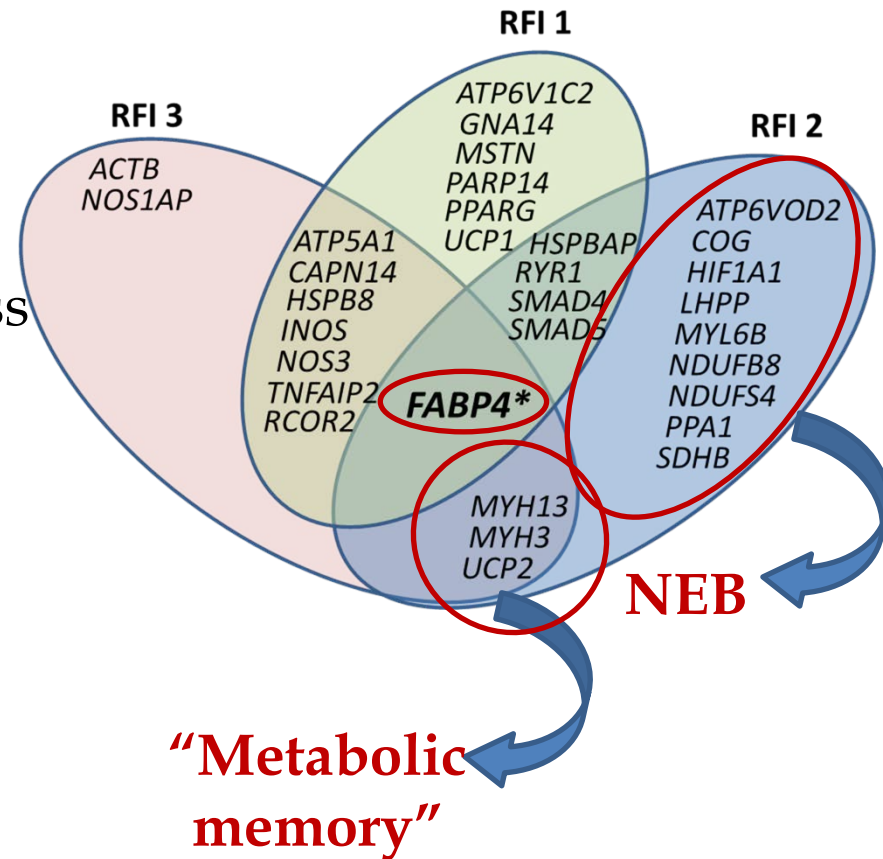 RFI 1
RFI 3
RFI 2
ATP6V1C2
GNA14
MSTN
PARP14
PPARG
UCP1
ACTB
NOS1AP
ATP5A1
CAPN14
HSPB8
INOS
NOS3
TNFAIP2
RCOR2
HSPBAP
RYR1
SMAD4
SMAD5
ATP6VOD2
COG
HIF1A1
LHPP
MYL6B
NDUFB8
NDUFS4
PPA1
SDHB
FABP4*
MYH13
MYH3
UCP2
NEB
“Metabolic
memory”